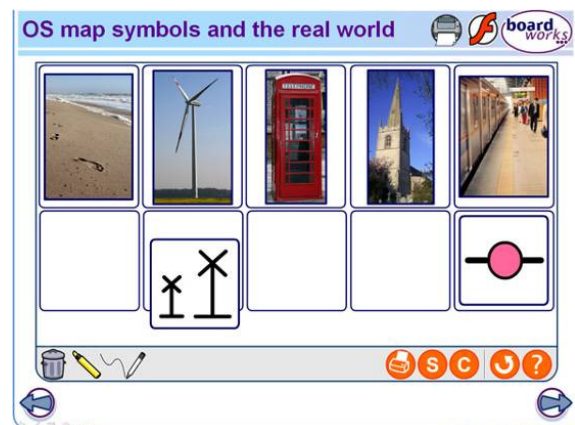 OS map symbols and the real world
board
works
TELEPHONE
S
C
?